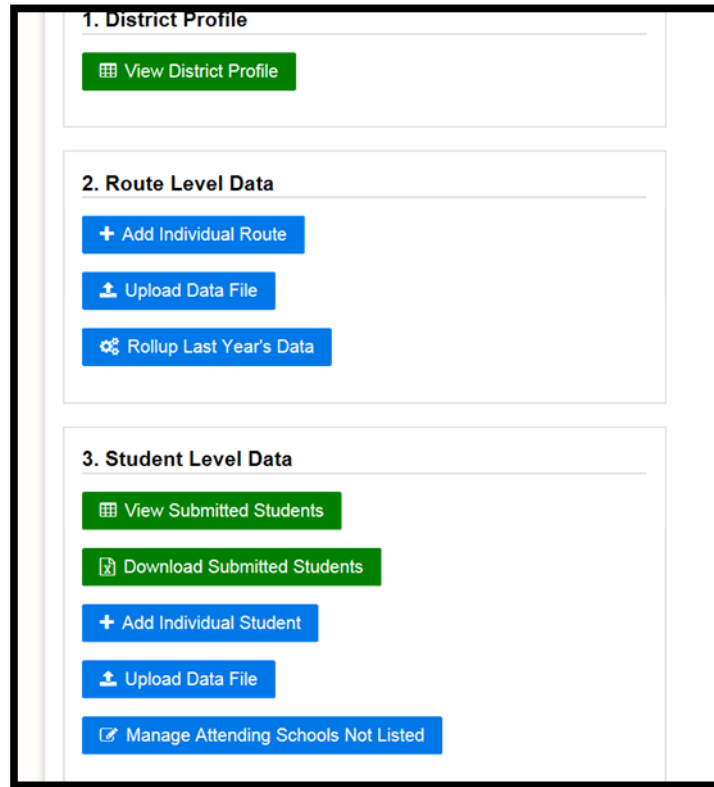 1. District Profile
View District Profile
2. Route Level Data
Add Individual Route
Upload Data File
Rollup Last Year's Data
3. Student Level Data
View Submitted Students
Download Submitted Students
Add Individual Student
Upload Data File
Manage Attending Schools Not Listed